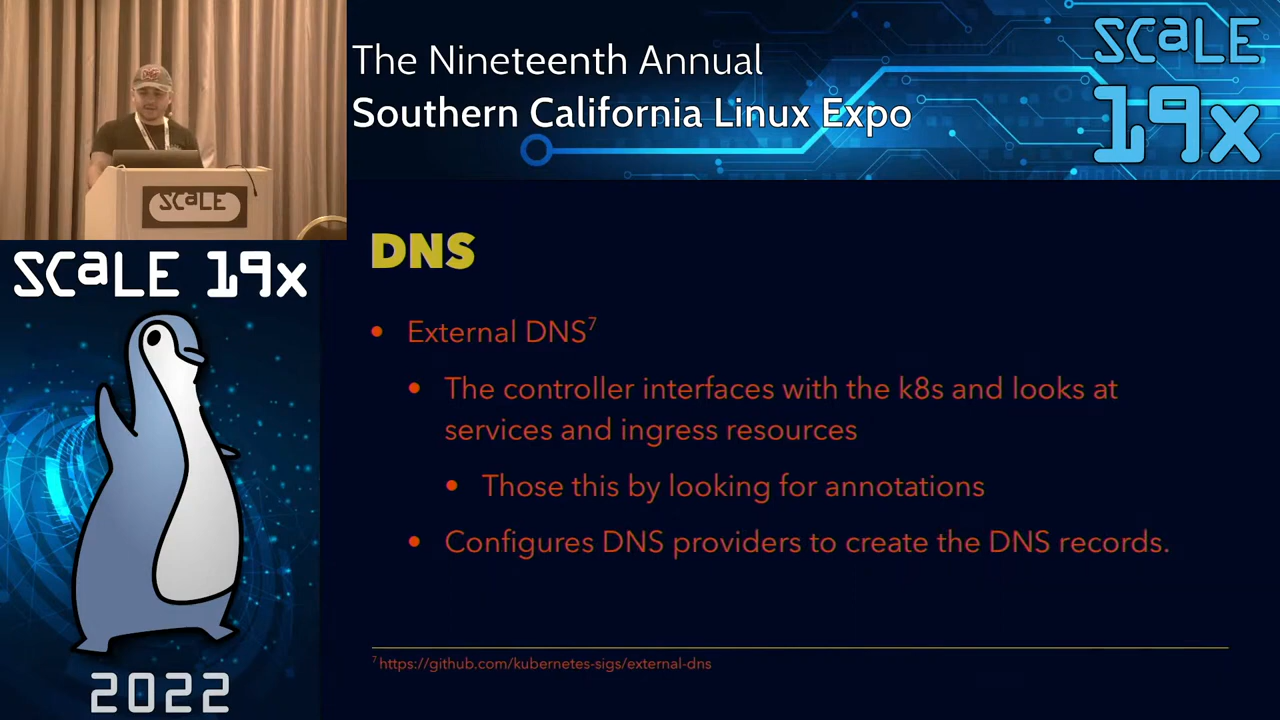 The Nineteenth Annual
Southern California Linux Expo
SCaLE
19x
SCaLE
SCaLE 19x
2022
DNS
• External DNS7
• The controller interfaces with the k8s and looks at
services and ingress resources
• Those this by looking for annotations
• Configures DNS providers to create the DNS records.
7 https://github.com/kubernetes-sigs/external-dns